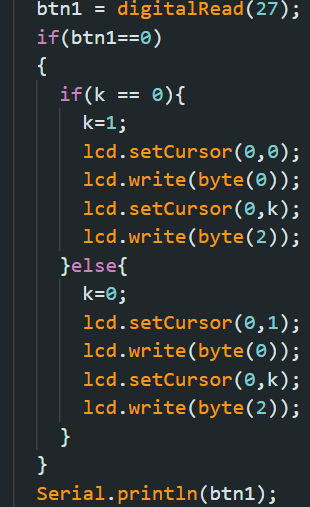 btn1 = digitalRead(27);
if(btn1==0)
{
if(k == 0){
k=1;
lcd.setCursor(0,0);
lcd.write(byte(0));
lcd.setCursor(0,k);
lcd.write(byte(2));
}else{
k=0;
lcd.setCursor(0,1);
lcd.write(byte(0));
lcd.setCursor(0,k);
lcd.write(byte(2));
}
}
Serial.println(btn1);